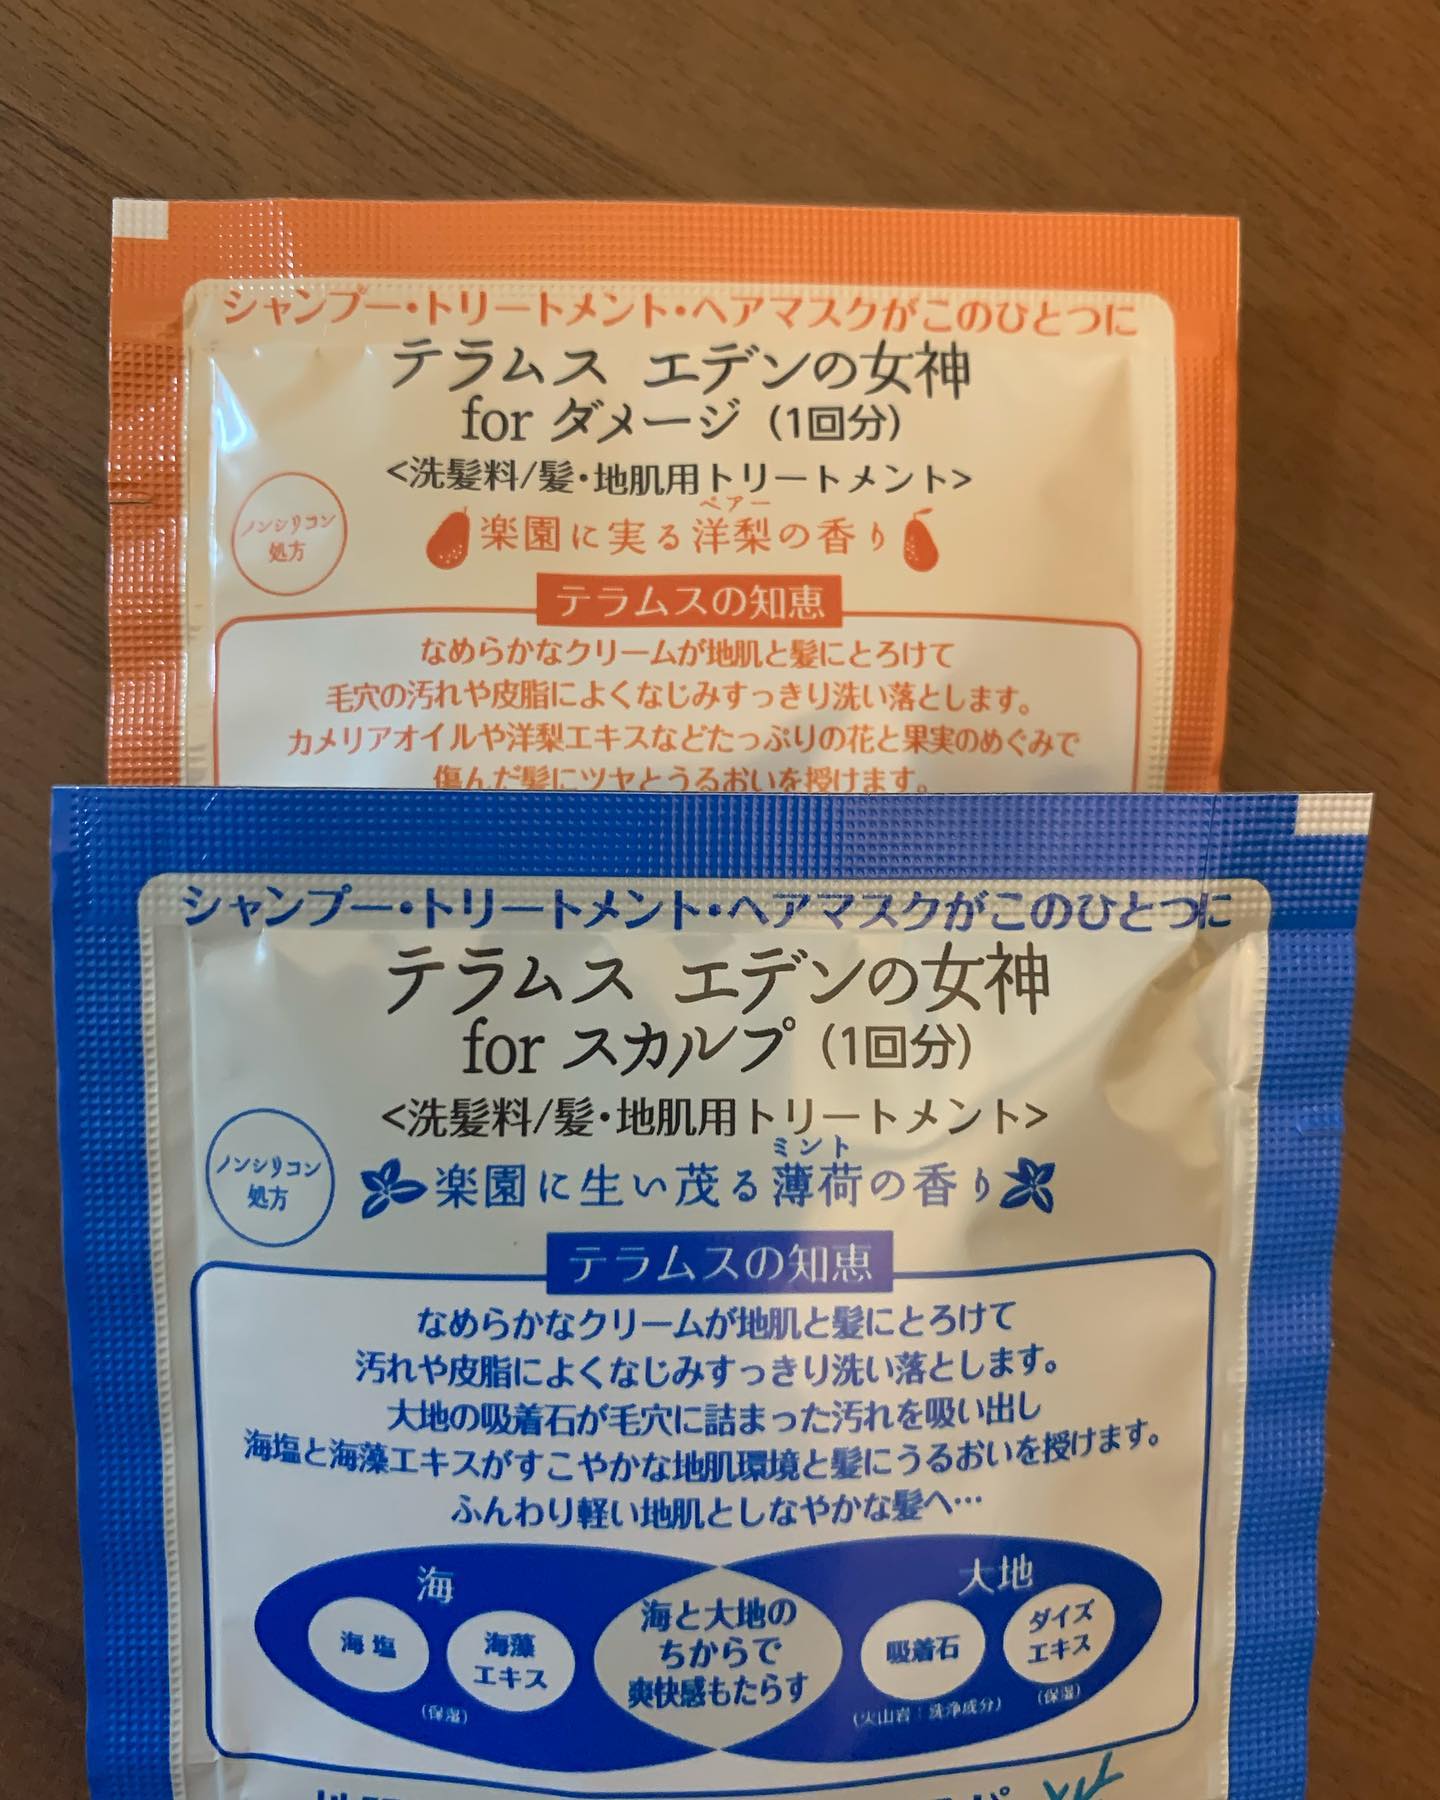 シャンプー・トリートメント・ヘアマスクがこのひとつに
テラムス エデンの女神
for ダメージ（1回分）
<洗髪料/髪・地肌用トリートメント>
ノンシリコン
処方
ペアー
楽園に実る洋梨の香り
テラムスの知恵
なめらかなクリームが地肌と髪にとろけて
毛穴の汚れや皮脂によくなじみすっきり洗い落とします。
カメリアオイルや洋梨エキスなどたっぷりの花と果実のめぐみで
傷んだ髪にツヤとうるおいを授けます。
シャンプー・トリートメント・ヘアマスクがこのひとつに
テラムス エデンの女神
for スカルプ（1回分）
<洗髪料/髪・地肌用トリートメント>
ノンシリコン
処方
ミント
楽園に生い茂る薄荷の香り
テラムスの知恵
なめらかなクリームが地肌と髪にとろけて
汚れや皮脂によくなじみすっきり洗い落とします。
大地の吸着石が毛穴に詰まった汚れを吸い出し
海塩と海藻エキスがすこやかな地肌環境と髪にうるおいを授けます。
ふんわり軽い地肌としなやかな髪へ…
海
海塩
海藻
エキス
（保湿）
海と大地の
ちからで
爽快感もたらす
大地
吸着石
（火山岩：洗浄成分）
ダイズ
エキス
（保湿）